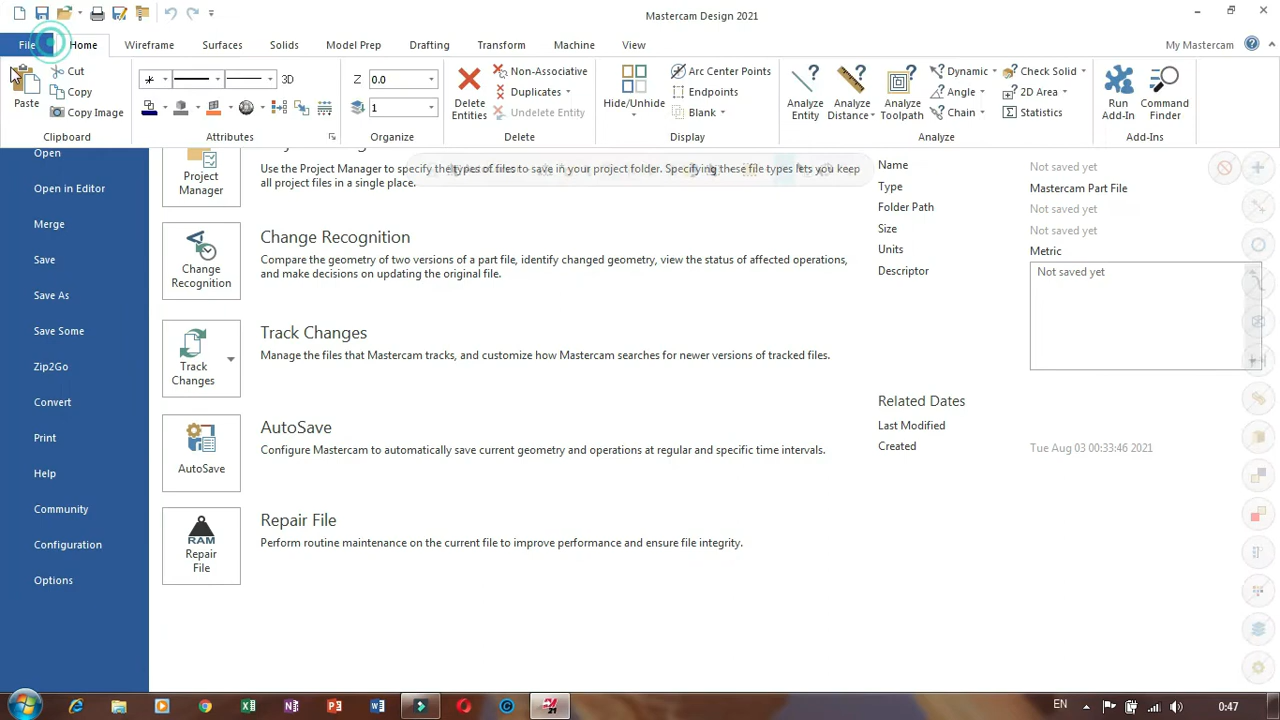 Mastercam Design 2021
File
Home
Wireframe
Surfaces
Solids
Model Prep
Drafting
Transform
Machine
View
My Mastercam
Paste
Cut
Copy
Copy Image
Clipboard
3D
Attributes
Z 0.0
1
Organize
Delete Entities
Non-Associative
Duplicates
Undelete Entity
Delete
Hide/Unhide
Arc Center Points
Endpoints
Blank
Display
Analyze Entity
Analyze Distance
Analyze Toolpath
Dynamic
Angle
Chain
Check Solid
2D Area
Statistics
Analyze
Run Add-In
Command Finder
Add-Ins
Open
Open in Editor
Merge
Save
Save As
Save Some
Zip2Go
Convert
Print
Help
Community
Configuration
Options
Project Manager
Use the Project Manager to specify the types of files to save in your project folder. Specifying these file types lets you keep
all project files in a single place.
Change Recognition
Change Recognition
Compare the geometry of two versions of a part file, identify changed geometry, view the status of affected operations,
and make decisions on updating the original file.
Track Changes
Track Changes
Manage the files that Mastercam tracks, and customize how Mastercam searches for newer versions of tracked files.
AutoSave
AutoSave
Configure Mastercam to automatically save current geometry and operations at regular and specific time intervals.
RAM
Repair File
Repair File
Perform routine maintenance on the current file to improve performance and ensure file integrity.
Name Not saved yet
Type Mastercam Part File
Folder Path Not saved yet
Size Not saved yet
Units Metric
Descriptor Not saved yet
Related Dates
Last Modified
Created Tue Aug 03 00:33:46 2021
EN
0:47